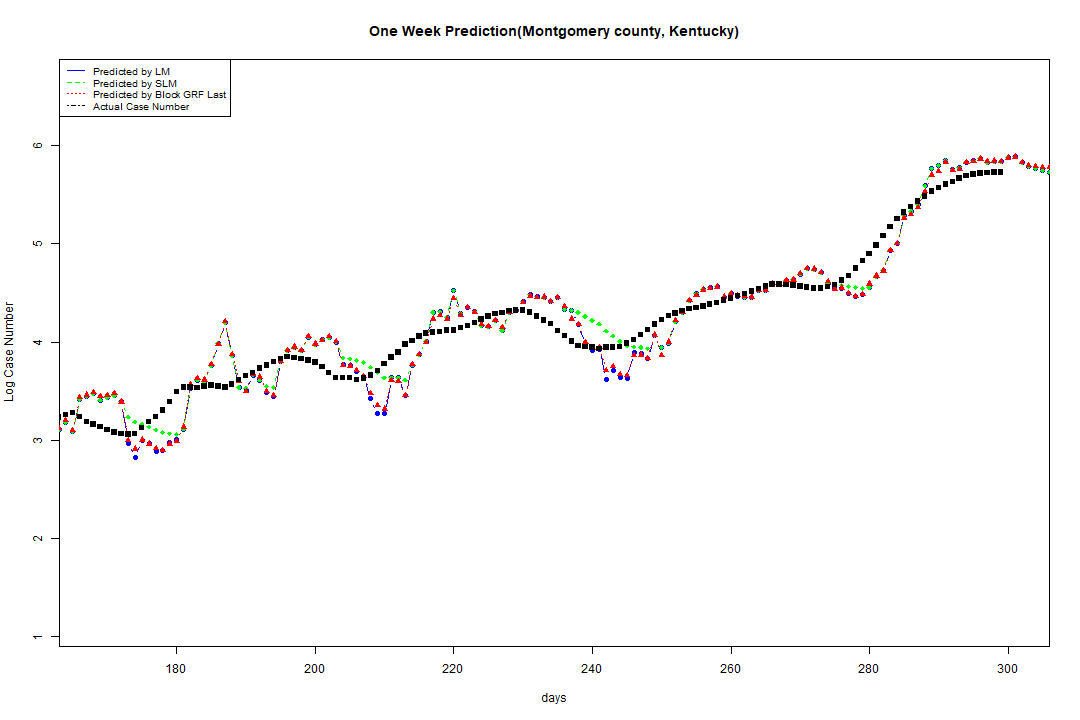 One Week Prediction(Montgomery county, Kentucky)
Predicted by LM
Predicted by SLM
Predicted by Block GRF Last
Actual Case Number
6
5
4
3
2
1
Log Case Number
180 200 220 240 260 280 300
days